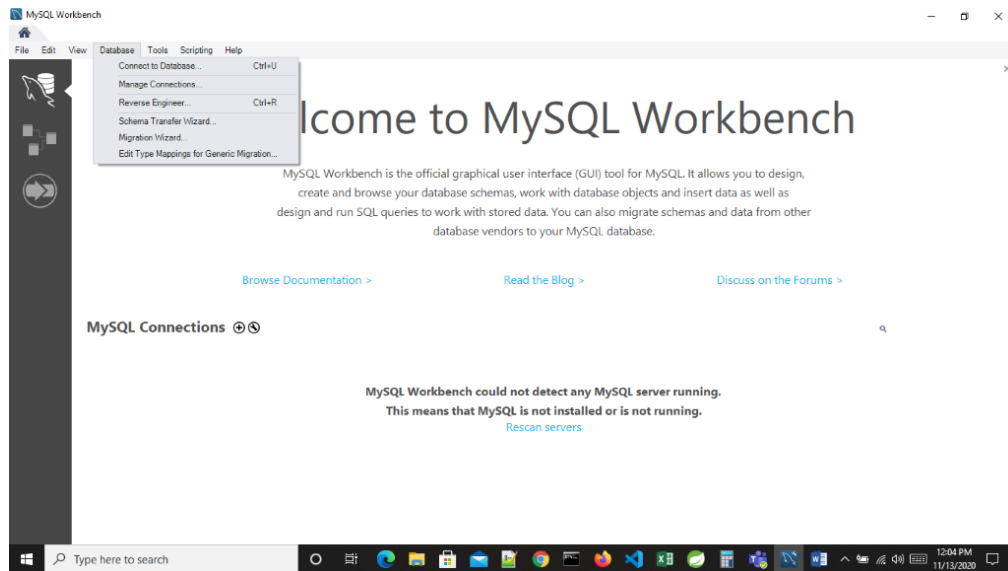 MySQL Workbench
File Edit View Database Tools Scripting Help
Connect to Database... Ctrl+U
Manage Connections...
Reverse Engineer... Ctrl+R
Schema Transfer Wizard...
Migration Wizard...
Edit Type Mappings for Generic Migration...
lcome to MySQL Workbench
MySQL Workbench is the official graphical user interface (GUI) tool for MySQL. It allows you to design,
create and browse your database schemas, work with database objects and insert data as well as
design and run SQL queries to work with stored data. You can also migrate schemas and data from other
database vendors to your MySQL database.
Browse Documentation > Read the Blog > Discuss on the Forums >
MySQL Connections
MySQL Workbench could not detect any MySQL server running.
This means that MySQL is not installed or is not running.
Rescan servers
Type here to search
12:04 PM
11/13/2020